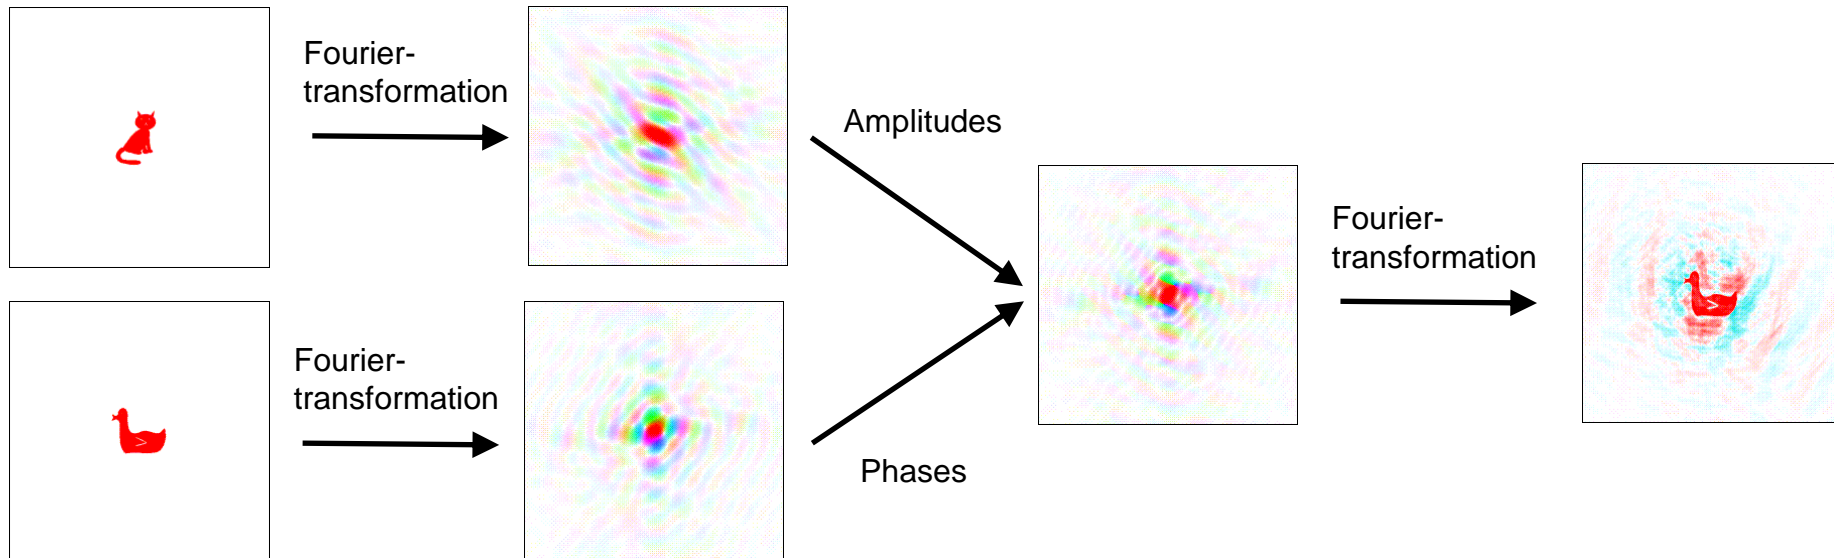 Fourier-
transformation
Amplitudes
Fourier-
transformation
Fourier-
transformation
Phases